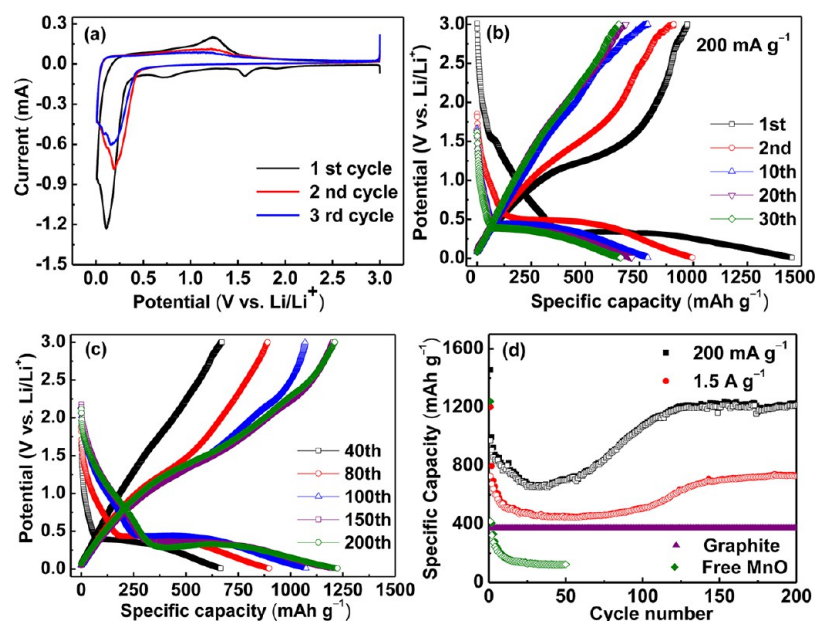 (a)
0.3
0.0
-0.3
-0.6
-0.9
-1.2
-1.5
Current (mA)
1 st cycle
2 nd cycle
3 rd cycle
0.0 0.5 1.0 1.5 2.0 2.5 3.0
Potential (V vs. Li/Li⁺)
(b)
200 mA g⁻¹
3.0
2.5
2.0
1.5
1.0
0.5
0.0
Potential (V vs. Li/Li⁺)
1st
2nd
10th
20th
30th
0 250 500 750 1000 1250 1500
Specific capacity (mAh g⁻¹)
(c)
3.0
2.5
2.0
1.5
1.0
0.5
0.0
Potential (V vs. Li/Li⁺)
40th
80th
100th
150th
200th
0 250 500 750 1000 1250
Specific capacity (mAh g⁻¹)
(d)
200 mA g⁻¹
1.5 A g⁻¹
1600
1200
800
400
0
Specific Capacity (mAh g⁻¹)
Graphite
Free MnO
0 50 100 150 200
Cycle number